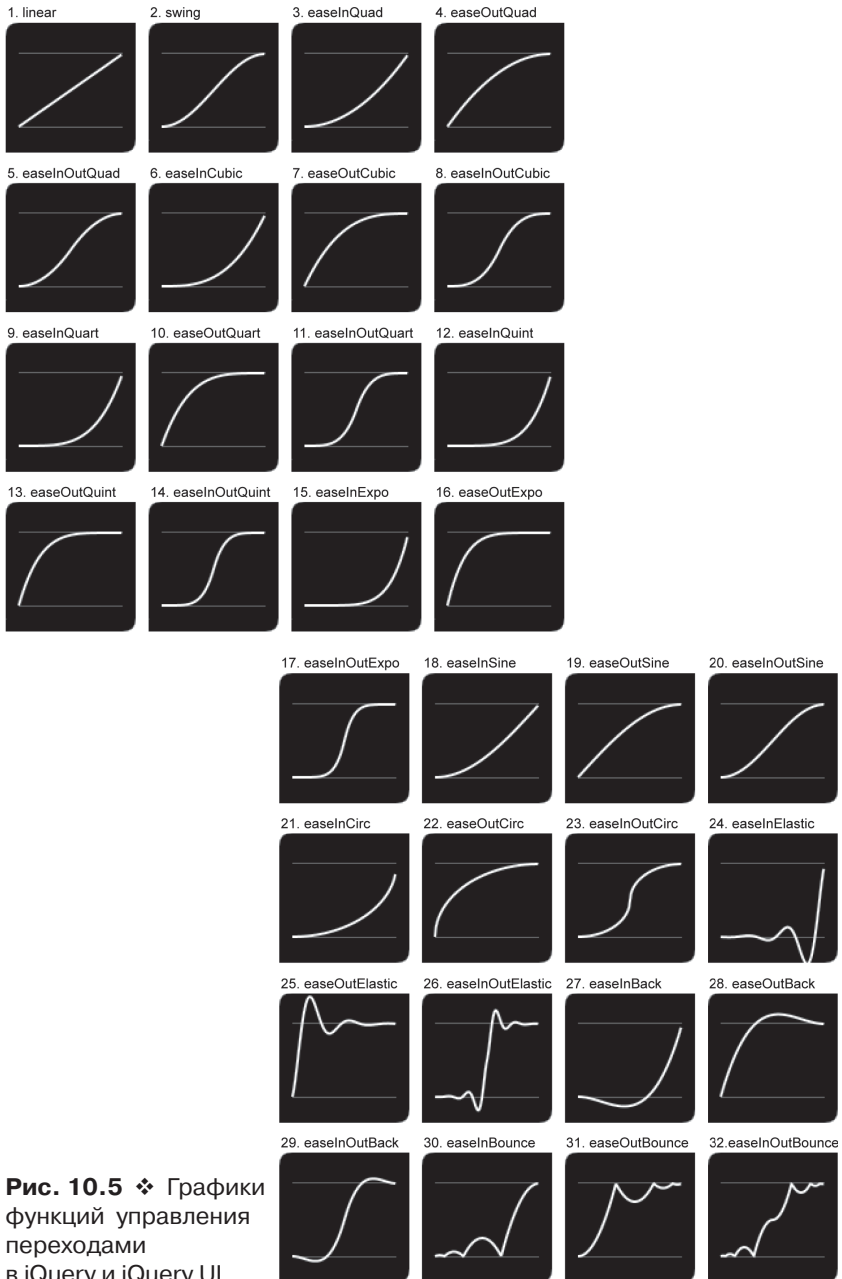 1. linear
2. swing
3. easeInQuad
4. easeOutQuad
5. easeInOutQuad
6. easeInCubic
7. easeOutCubic
8. easeInOutCubic
9. easeInQuart
10. easeOutQuart
11. easeInOutQuart
12. easeInQuint
13. easeOutQuint
14. easeInOutQuint
15. easeInExpo
16. easeOutExpo
17. easeInOutExpo
18. easeInSine
19. easeOutSine
20. easeInOutSine
21. easeInCirc
22. easeOutCirc
23. easeInOutCirc
24. easeInElastic
25. easeOutElastic
26. easeInOutElastic
27. easeInBack
28. easeOutBack
29. easeInOutBack
30. easeInBounce
31. easeOutBounce
32.easeInOutBounce
Рис. 10.5 ❖ Графики
функций управления
переходами
в jQuery и jQuery UI